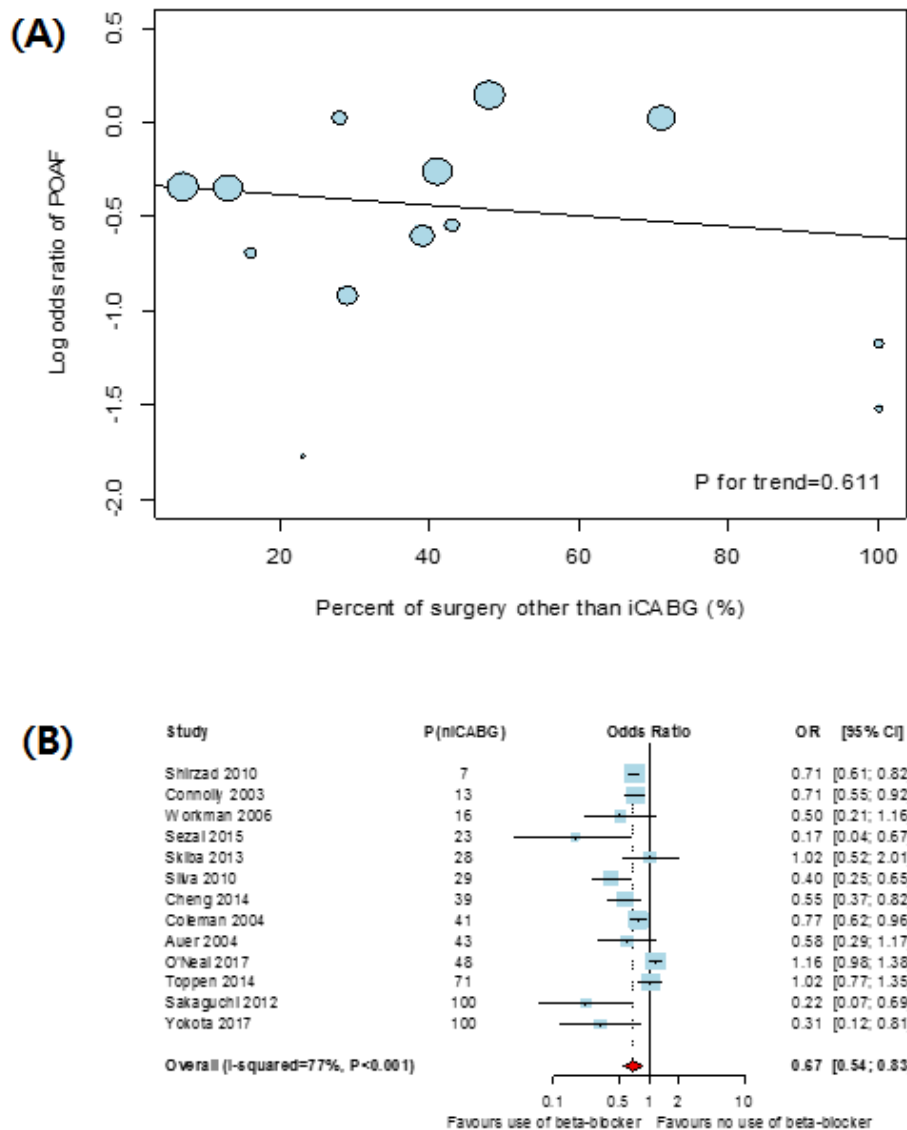 (A)
Log odds ratio of POAF
0.5
0.0
-0.5
-1.0
-1.5
-2.0
P for trend=0.611
20 40 60 80 100
Percent of surgery other than iCABG (%)
(B)
Study P(niCABG) Odds Ratio OR [95% CI]
Shirzad 2010 7 0.71 [0.61; 0.82
Connolly 2003 13 0.71 [0.55; 0.92
Workman 2006 16 0.50 [0.21; 1.16
Sezai 2015 23 0.17 [0.04; 0.67
Skiba 2013 28 1.02 [0.52; 2.01
Silva 2010 29 0.40 [0.25; 0.65
Cheng 2014 39 0.55 [0.37; 0.82
Coleman 2004 41 0.77 [0.62; 0.96
Auer 2004 43 0.58 [0.29; 1.17
O'Neal 2017 48 1.16 [0.98; 1.38
Toppen 2014 71 1.02 [0.77; 1.35
Sakaguchi 2012 100 0.22 [0.07; 0.69
Yokota 2017 100 0.31 [0.12; 0.81
Overall (I-squared=77%, P<0.001) 0.67 [0.54; 0.83
0.1 0.5 1 2 10
Favours use of beta-blocker Favours no use of beta-blocker